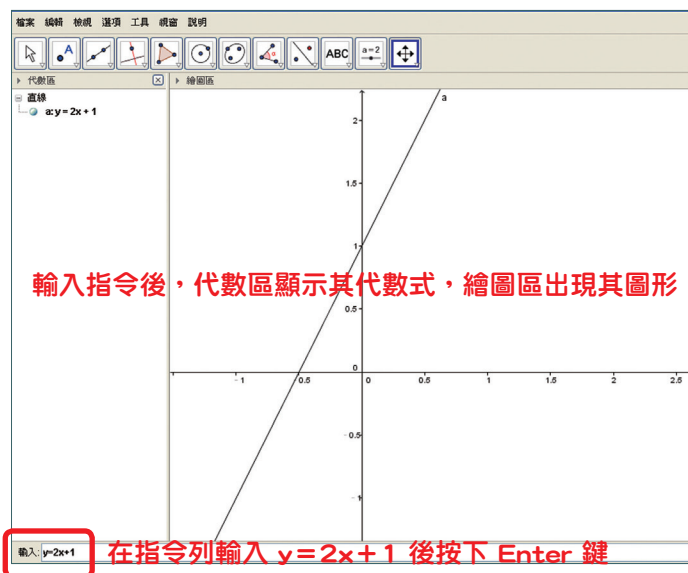 檔案 編輯 檢視 選項 工具 視窗 說明
A ABC a=2
代數區 繪圖區
直線
a: y = 2x + 1
a
2
1.5
1
輸入指令後，代數區顯示其代數式，繪圖區出現其圖形
0.5
0
-1 -0.5 0 0.5 1 1.5 2 2.5
-0.5
-1
輸入: y=2x+1 在指令列輸入 y＝2x＋1 後按下 Enter 鍵